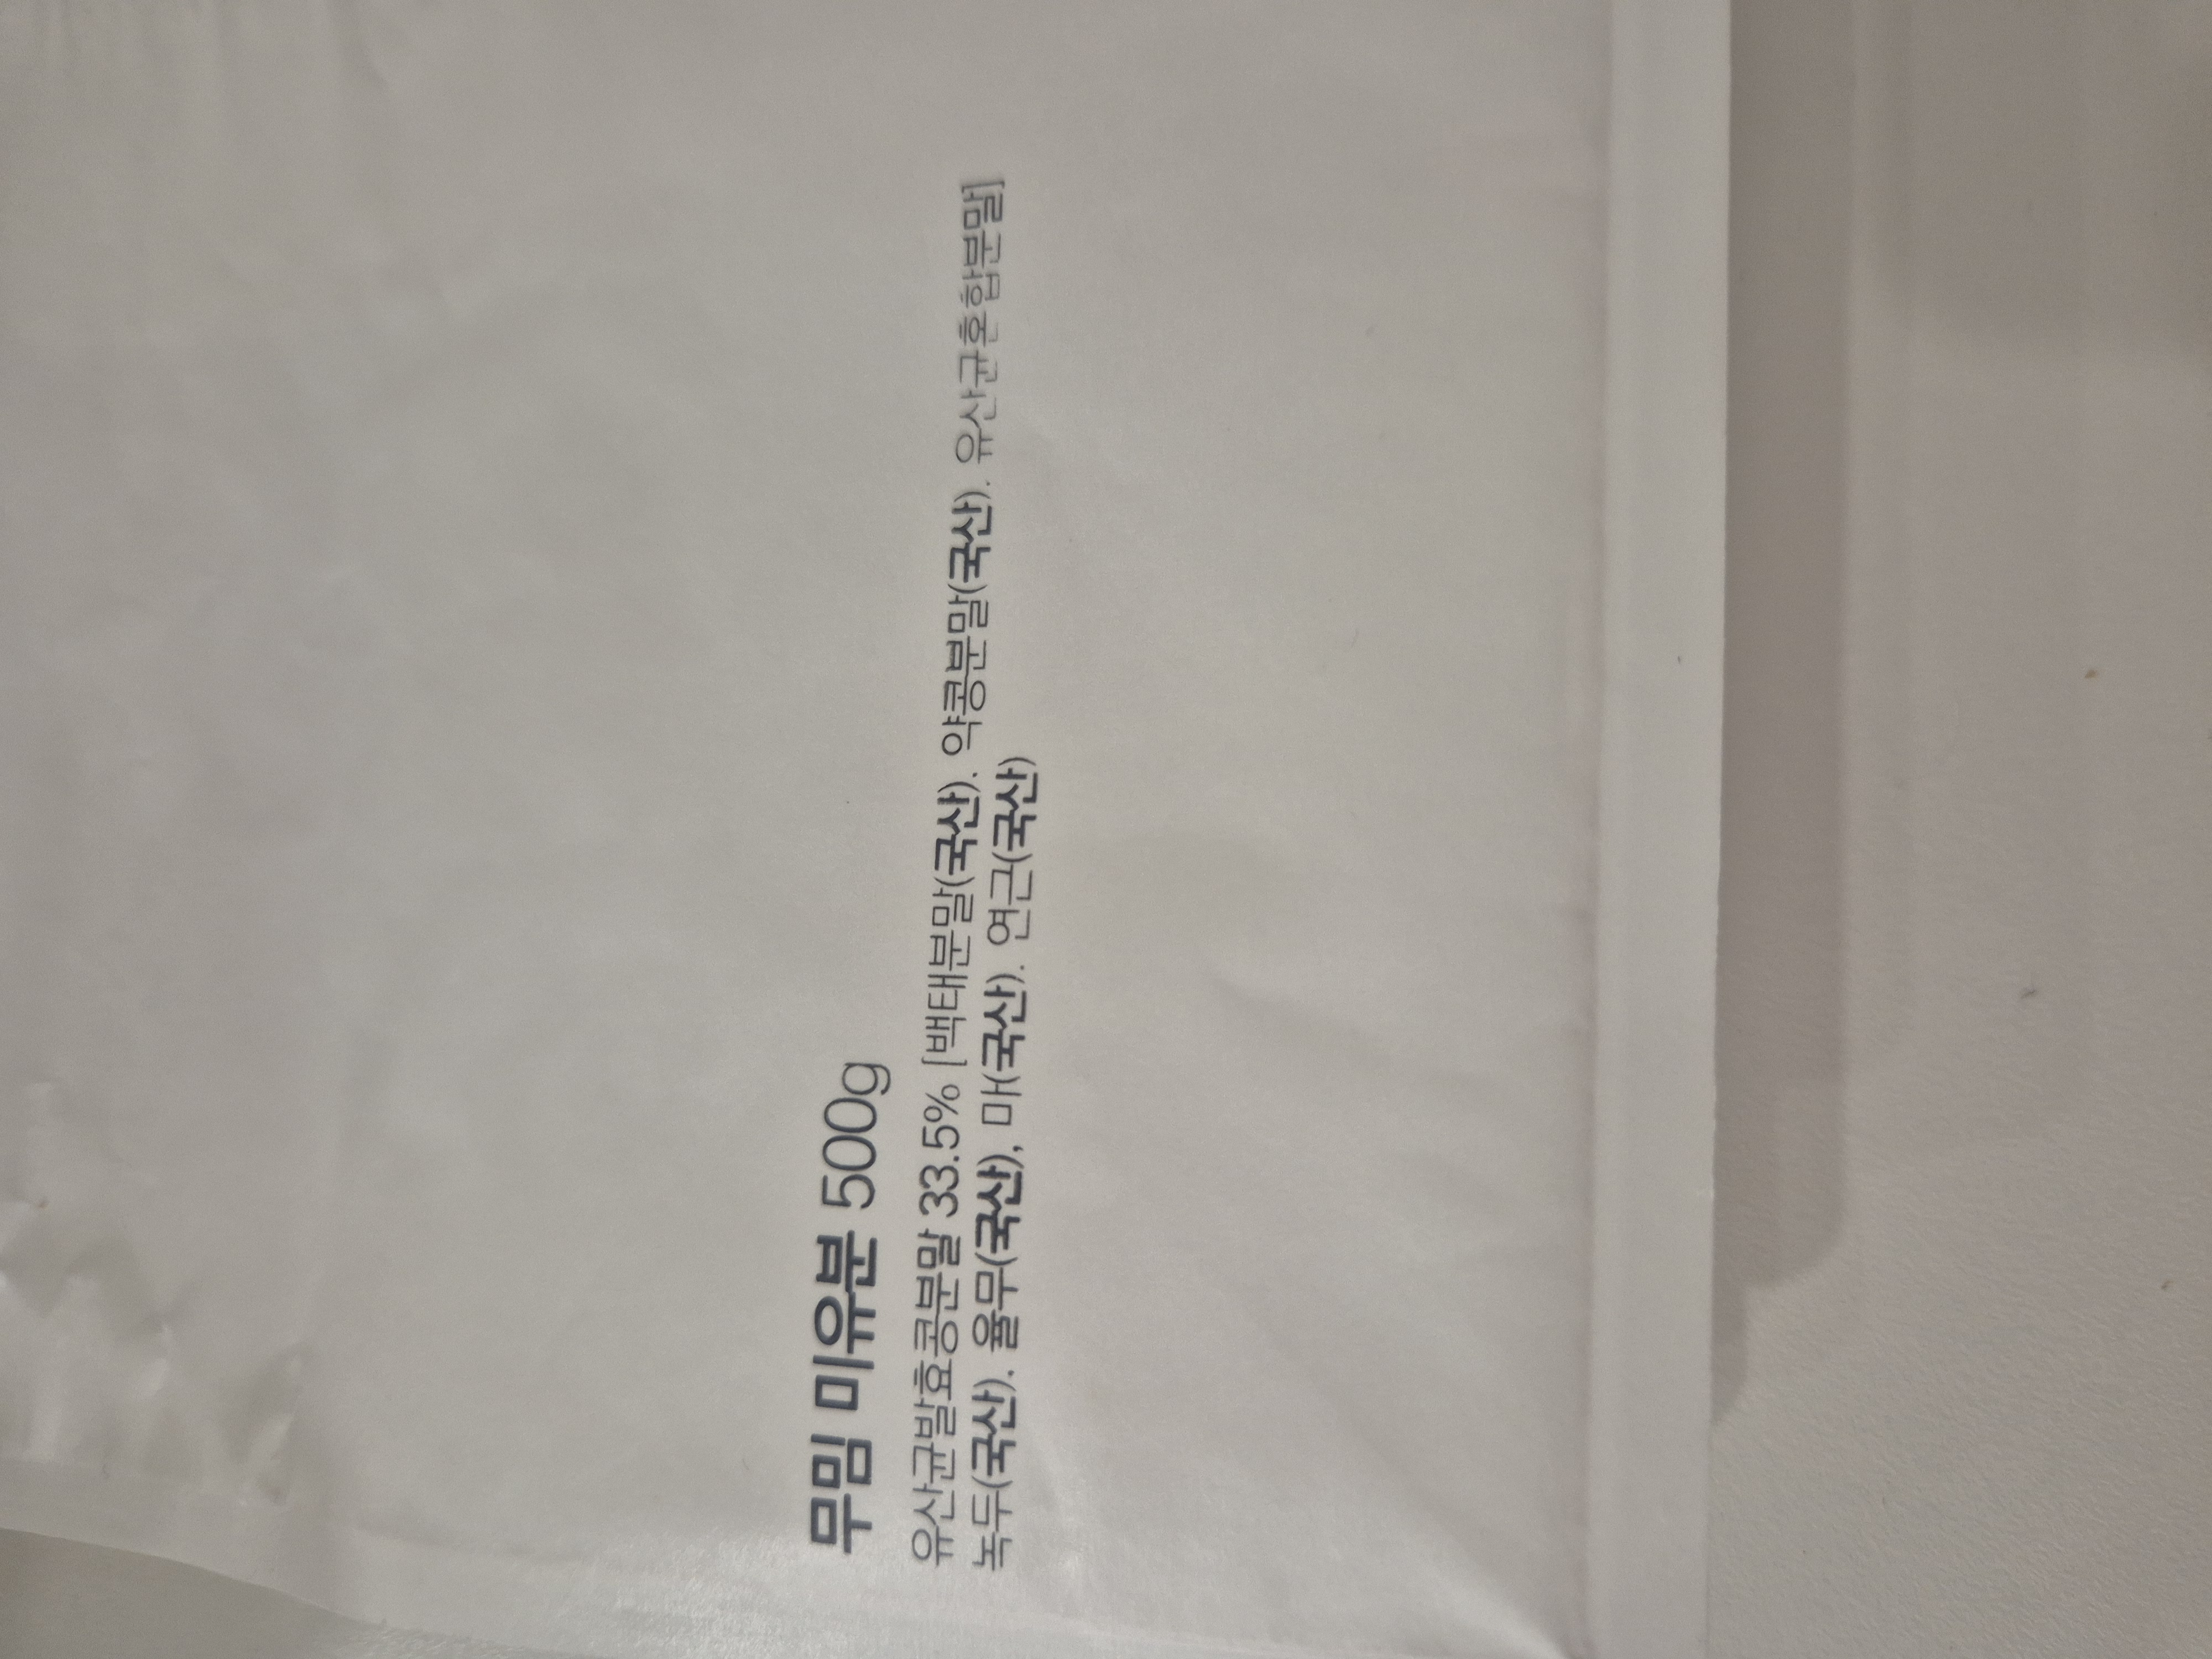 무밈 미유분 500g
유산균발효콩분말 33.5% [백태분말(국산). 약콩분말(국산). 유산균혼합분말]
녹두(국산). 율무(국산), 마(국산). 연근(국산)